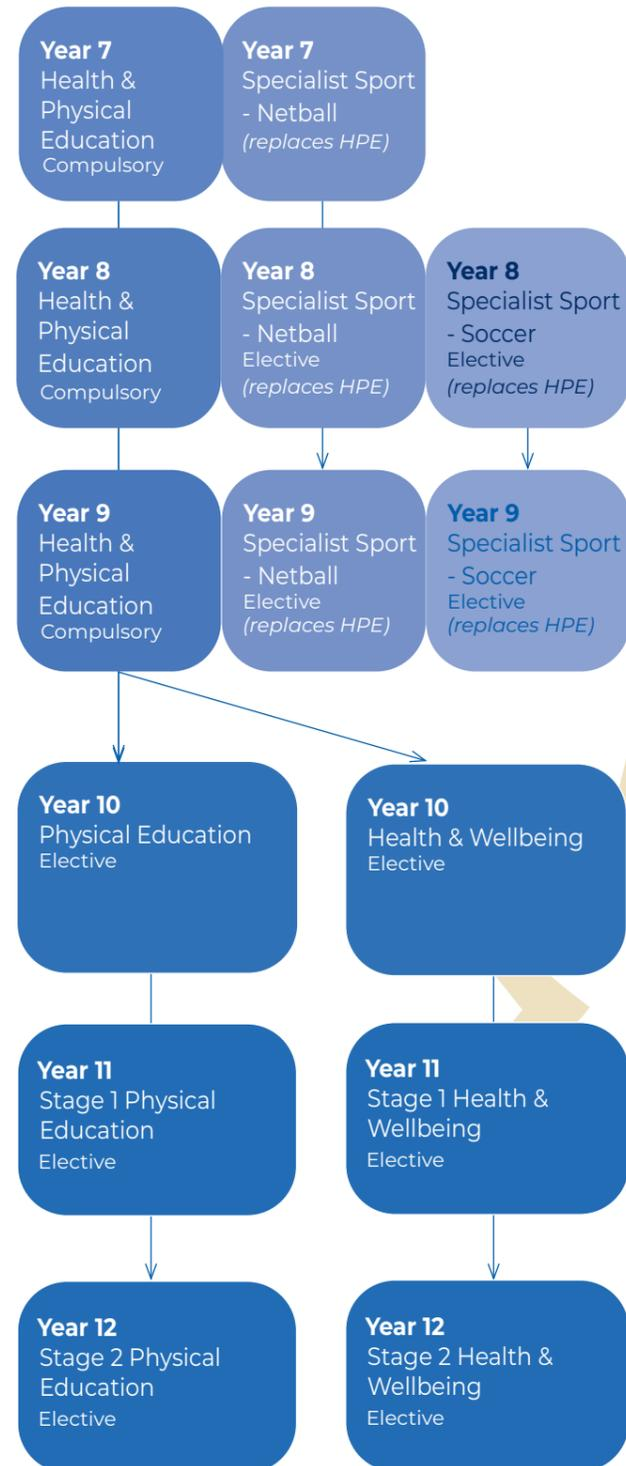 Year 7
Health &
Physical
Education
Compulsory
Year 7
Specialist Sport
- Netball
(replaces HPE)
Year 8
Health &
Physical
Education
Compulsory
Year 8
Specialist Sport
- Netball
Elective
(replaces HPE)
Year 8
Specialist Sport
- Soccer
Elective
(replaces HPE)
Year 9
Health &
Physical
Education
Compulsory
Year 9
Specialist Sport
- Netball
Elective
(replaces HPE)
Year 9
Specialist Sport
- Soccer
Elective
(replaces HPE)
Year 10
Physical Education
Elective
Year 10
Health & Wellbeing
Elective
Year 11
Stage 1 Physical
Education
Elective
Year 11
Stage 1 Health &
Wellbeing
Elective
Year 12
Stage 2 Physical
Education
Elective
Year 12
Stage 2 Health &
Wellbeing
Elective